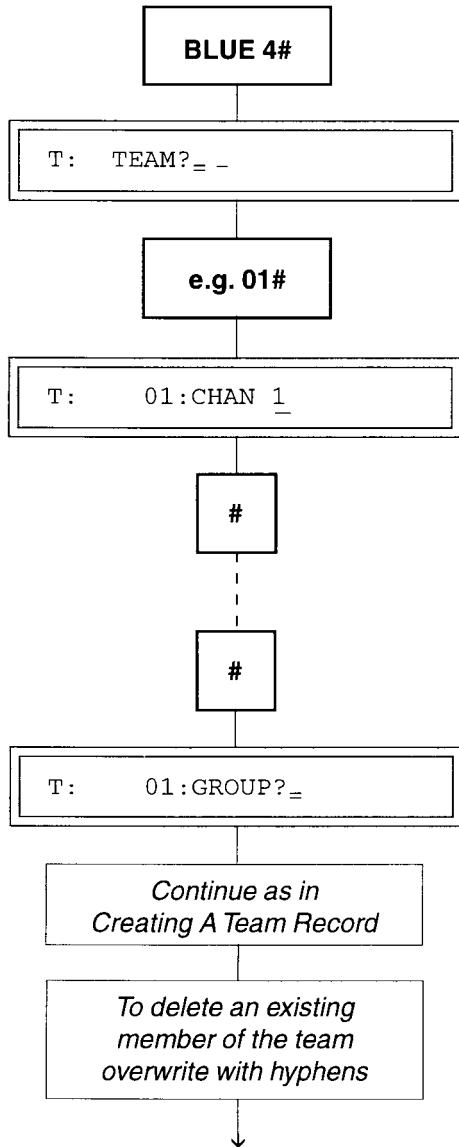 BLUE 4#
T: TEAM?_ _
e.g. 01#
T: 01:CHAN 1
#
#
T: 01:GROUP?_
Continue as in
Creating A Team Record
To delete an existing
member of the team
overwrite with hyphens